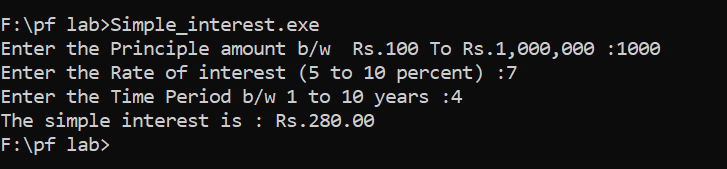 F:\pf lab>Simple_interest.exe
Enter the Principle amount b/w  Rs.100 To Rs.1,000,000 :1000
Enter the Rate of interest (5 to 10 percent) :7
Enter the Time Period b/w 1 to 10 years :4
The simple interest is : Rs.280.00
F:\pf lab>